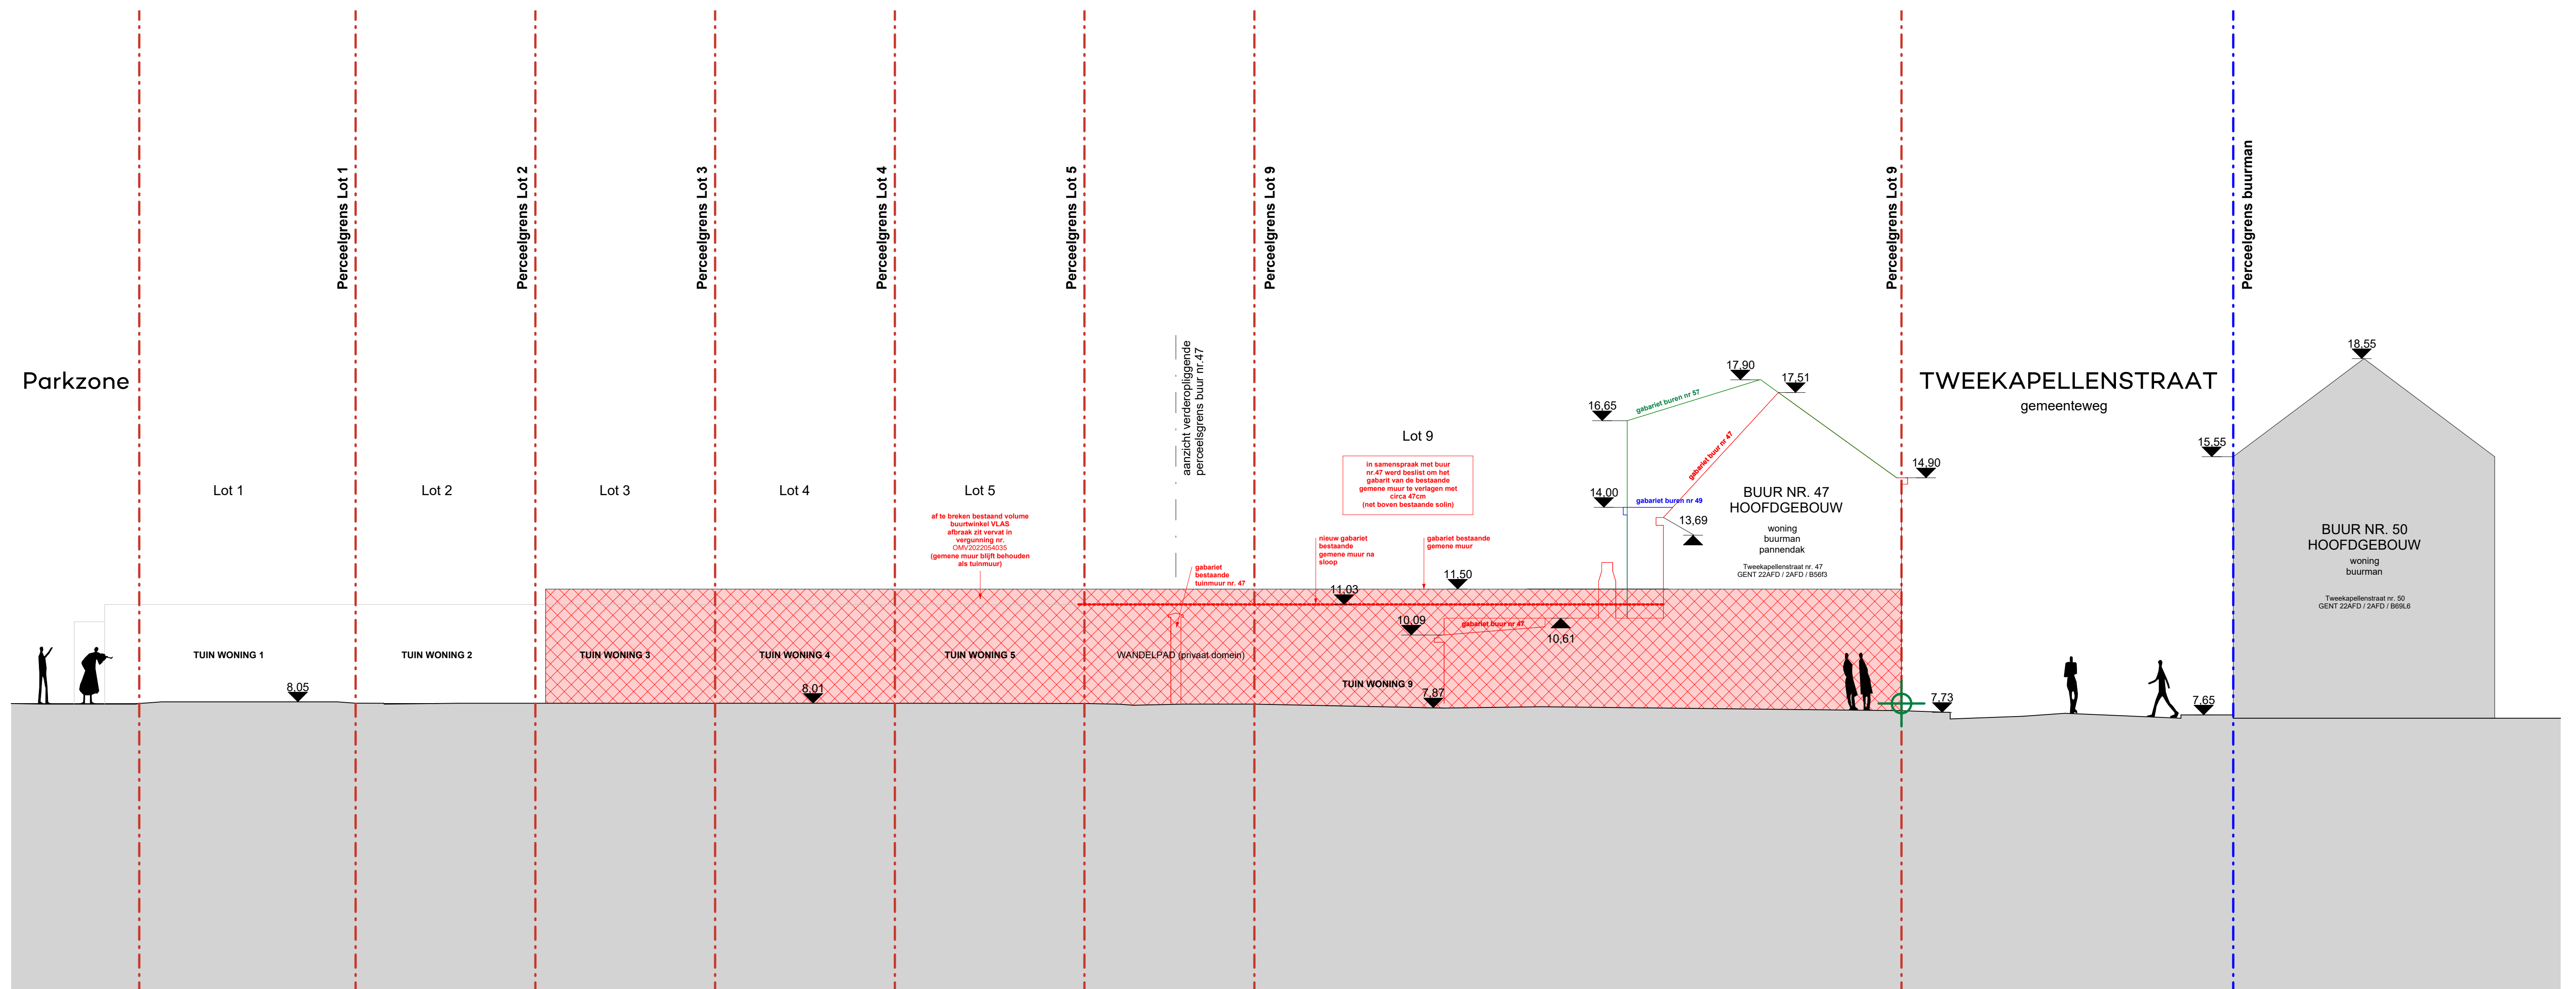 Perceelgrens Lot 1
Perceelgrens Lot 2
Perceelgrens Lot 3
Perceelgrens Lot 4
Perceelgrens Lot 5
Perceelgrens Lot 9
Perceelgrens Lot 9
Perceelgrens buurman
Parkzone
Lot 1
Lot 2
Lot 3
Lot 4
Lot 5
af te breken bestaand volume
buurtwinkel VLAS
afbraak zit vervat in
vergunning nr.
OMV2022054035
(gemene muur blijft behouden
als tuinmuur)
aanzicht verderopliggende
perceelsgrens buur nr.47
gabariet
bestaande
tuinmuur nr. 47
Lot 9
in samenspraak met buur
nr.47 werd beslist om het
gabarit van de bestaande
gemene muur te verlagen met
circa 47cm
(net boven bestaande solin)
nieuw gabariet
bestaande
gemene muur na
sloop
gabariet bestaande
gemene muur
11,50
11,03
10,09
gabariet buur nr 47
10,61
16,65
gabariet buren nr 57
17,90
17,51
gabariet buur nr 47
14,00
gabariet buren nr 49
13,69
14,90
BUUR NR. 47
HOOFDGEBOUW
woning
buurman
pannendak
Tweekapellenstraat nr. 47
GENT 22AFD / 2AFD / B56f3
TWEEKAPELLENSTRAAT
gemeenteweg
15,55
18,55
BUUR NR. 50
HOOFDGEBOUW
woning
buurman
Tweekapellenstraat nr. 50
GENT 22AFD / 2AFD / B69L6
TUIN WONING 1
TUIN WONING 2
TUIN WONING 3
TUIN WONING 4
TUIN WONING 5
WANDELPAD (privaat domein)
TUIN WONING 9
8,05
8,01
7,87
7,73
7,65